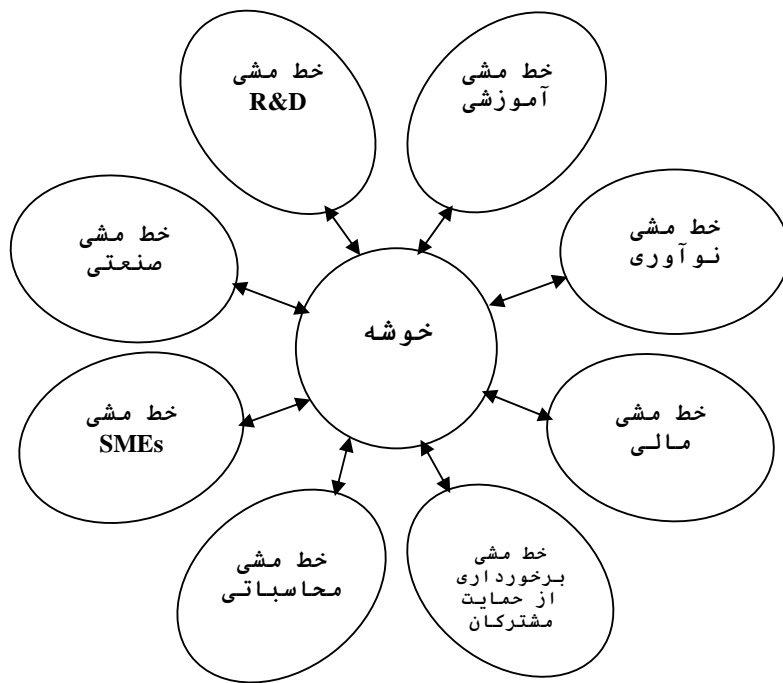 خط مشی
R&D
خط مشی
آموزشی
خط مشی
صنعتی
خط مشی
نوآوری
خوشه
خط مشی
SMEs
خط مشی
مالی
خط مشی
محاسباتی
خط مشی
برخورداری
از حمایت
مشترکان